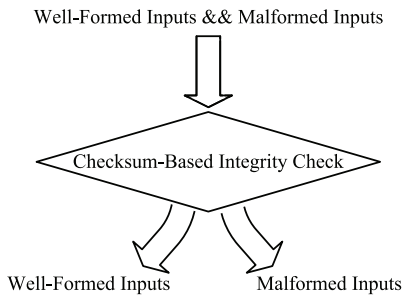 Well-Formed Inputs && Malformed Inputs
Checksum-Based Integrity Check
Well-Formed Inputs
Malformed Inputs